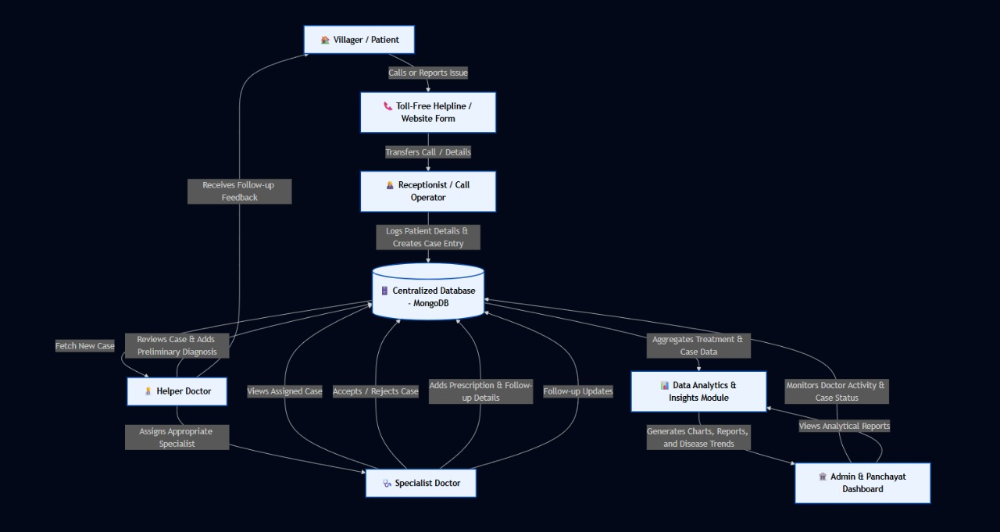 Villager / Patient
Calls or Reports Issue
Toll-Free Helpline /
Website Form
Transfers Call / Details
Receptionist / Call
Operator
Receives Follow-up
Feedback
Logs Patient Details &
Creates Case Entry
Centralized Database
- MongoDB
Fetch New Case
Reviews Case & Adds
Preliminary Diagnosis
Aggregates Treatment &
Case Data
Helper Doctor
Views Assigned Case
Accepts / Rejects Case
Adds Prescription & Follow-
up Details
Follow-up Updates
Data Analytics &
Insights Module
Monitors Doctor Activity &
Case Status
Assigns Appropriate
Specialist
Generates Charts, Reports,
and Disease Trends
Views Analytical Reports
Specialist Doctor
Admin & Panchayat
Dashboard